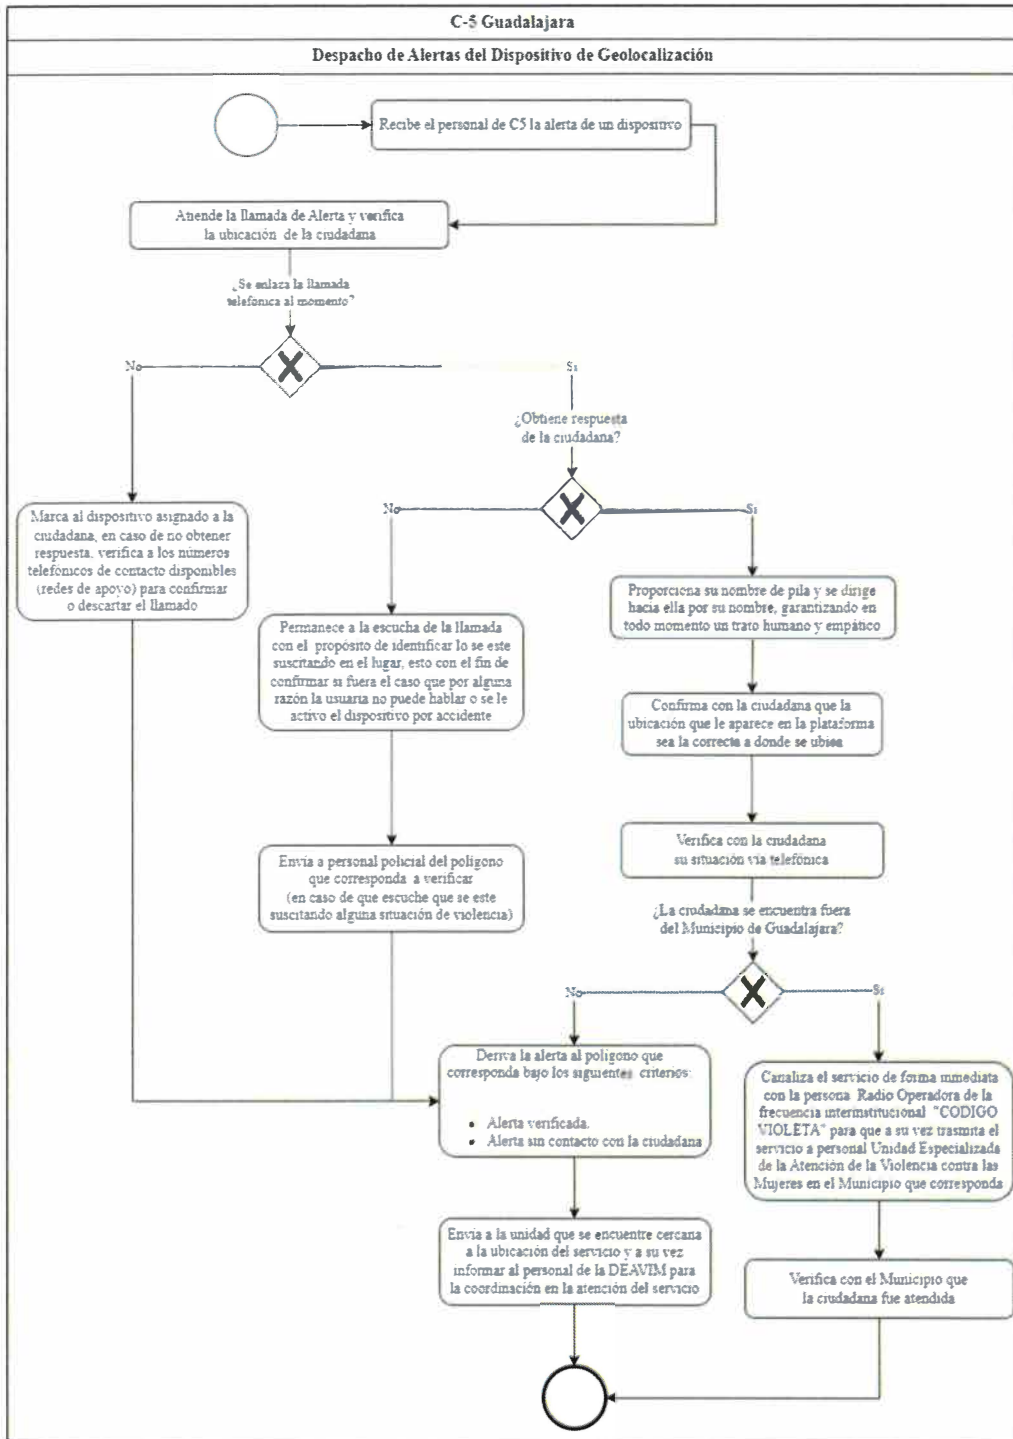 C-5 Guadalajara
Despacho de Alertas del Dispositivo de Geolocalización
Recibe el personal de C5 la alerta de un dispositivo
Atiende la llamada de Alerta y verifica
la ubicación de la ciudadana
¿Se enlaza la llamada
telefónica al momento?
No
Si
¿Obtiene respuesta
de la ciudadana?
No
Si
Marca al dispositivo asignado a la
ciudadana, en caso de no obtener
respuesta, verifica a los números
telefónicos de contacto disponibles
(redes de apoyo) para confirmar
o descartar el llamado
Permanece a la escucha de la llamada
con el propósito de identificar lo se este
suscitando en el lugar, esto con el fin de
confirmar si fuera el caso que por alguna
razón la usuaria no puede hablar o se le
activo el dispositivo por accidente
Envía a personal policial del polígono
que corresponda a verificar
(en caso de que escuche que se este
suscitando alguna situación de violencia)
Proporciona su nombre de pila y se dirige
hacia ella por su nombre, garantizando en
todo momento un trato humano y empático
Confirma con la ciudadana que la
ubicación que le aparece en la plataforma
sea la correcta a donde se ubica
Verifica con la ciudadana
su situación vía telefónica
¿La ciudadana se encuentra fuera
del Municipio de Guadalajara?
No
Si
Deriva la alerta al polígono que
corresponda bajo los siguientes criterios:
• Alerta verificada.
• Alerta sin contacto con la ciudadana
Envía a la unidad que se encuentre cercana
a la ubicación del servicio y a su vez
informar al personal de la DEAVIM para
la coordinación en la atención del servicio
Canaliza el servicio de forma inmediata
con la persona Radio Operadora de la
frecuencia interinstitucional "CODIGO
VIOLETA" para que a su vez trasmita el
servicio a personal Unidad Especializada
de la Atención de la Violencia contra las
Mujeres en el Municipio que corresponda
Verifica con el Municipio que
la ciudadana fue atendida